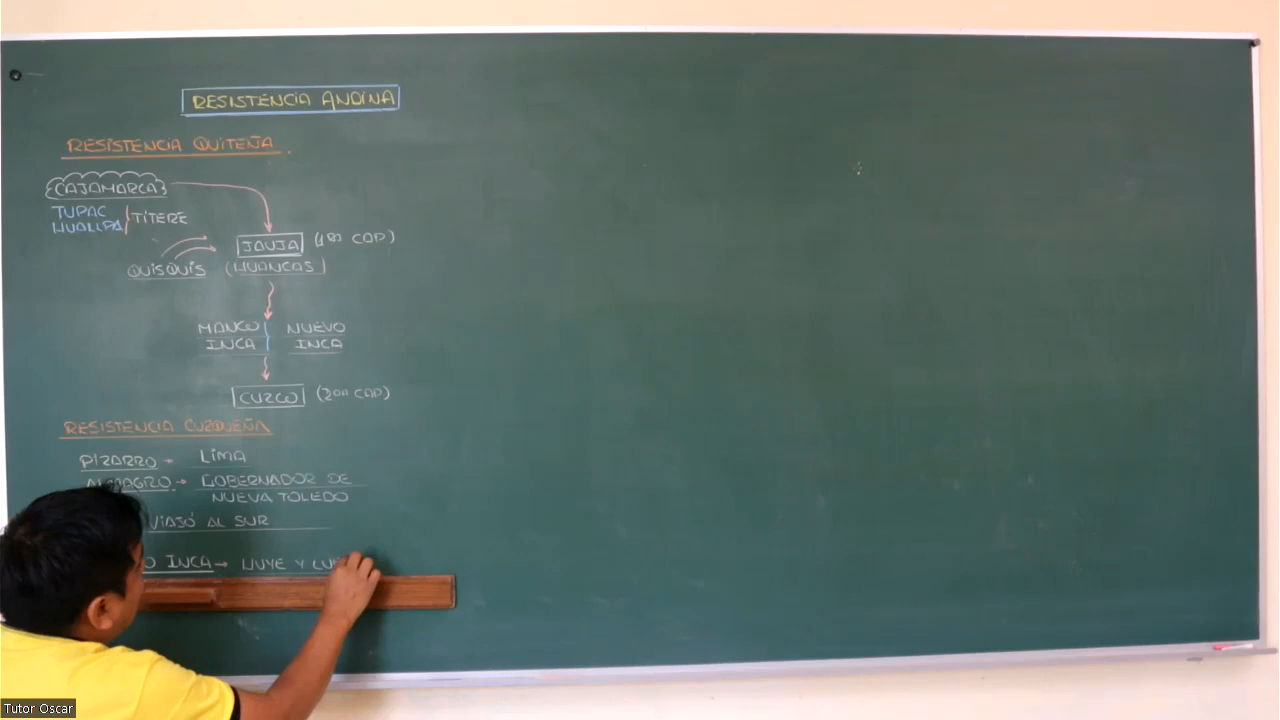 RESISTENCIA ANDINA
RESISTENCIA QUITEÑA
CAJAMARCA
TUPAC
HUALLPA
TITERE
JAUJA (1RA CAP)
QUISQUIS (HUANCAS)
MANCO
INCA
NUEVO
INCA
CUZCO (2DA CAP)
RESISTENCIA CUZQUEÑA
PIZARRO → LIMA
ALMAGRO → GOBERNADOR DE
NUEVA TOLEDO
VIAJÓ AL SUR
INCA → HUYE Y
Tutor Oscar